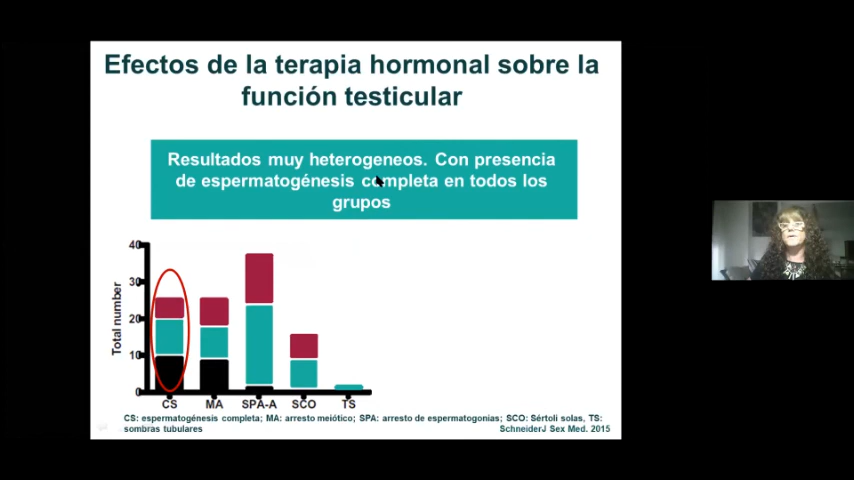 Efectos de la terapia hormonal sobre la
función testicular
Resultados muy heterogeneos. Con presencia
de espermatogénesis completa en todos los
grupos
Total number
40
30
20
10
0
CS MA SPA-A SCO TS
CS: espermatogénesis completa; MA: arresto meiótico; SPA: arresto de espermatogonias; SCO: Sértoli solas, TS:
sombras tubulares
SchneiderJ Sex Med. 2015